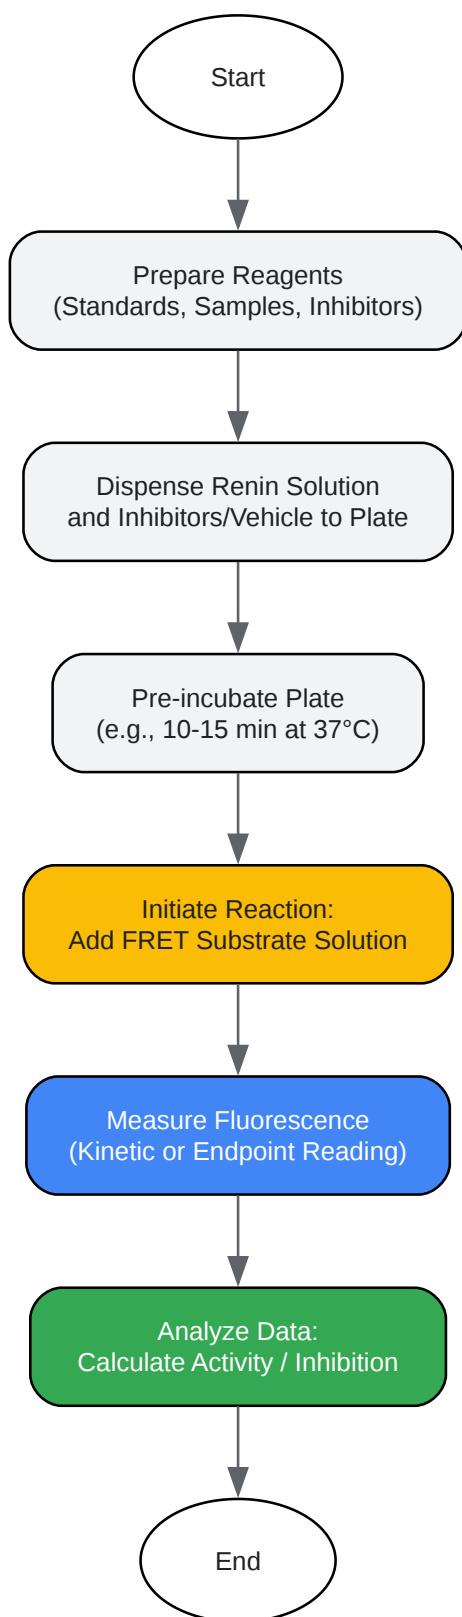 Start
Prepare Reagents
(Standards, Samples, Inhibitors)
Dispense Renin Solution
and Inhibitors/Vehicle to Plate
Pre-incubate Plate
(e.g., 10-15 min at 37°C)
Initiate Reaction:
Add FRET Substrate Solution
Measure Fluorescence
(Kinetic or Endpoint Reading)
Analyze Data:
Calculate Activity / Inhibition
End